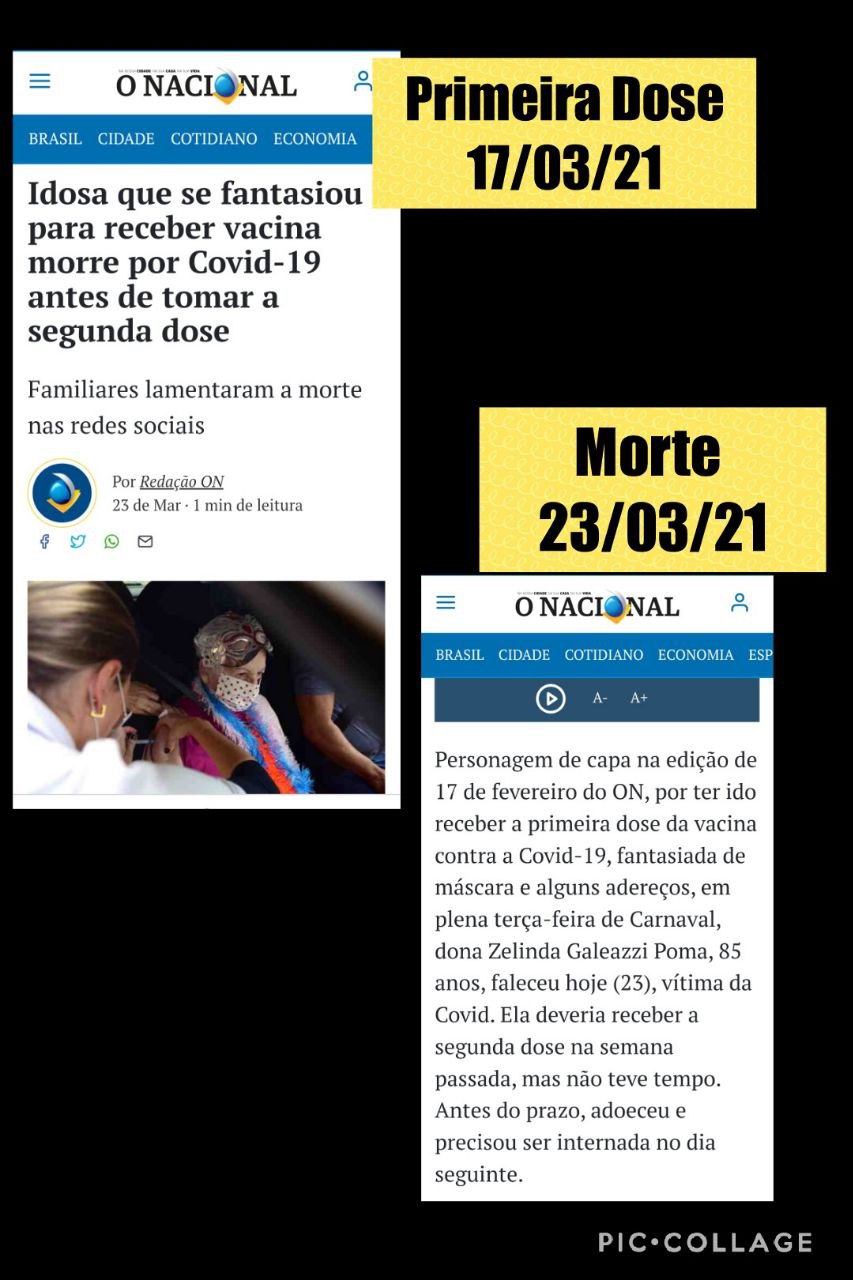 O NACIONAL
BRASIL CIDADE COTIDIANO ECONOMIA
Primeira Dose
17/03/21
Idosa que se fantasiou
para receber vacina
morre por Covid-19
antes de tomar a
segunda dose
Familiares lamentaram a morte
nas redes sociais
Por Redação ON
23 de Mar · 1 min de leitura
Morte
23/03/21
O NACIONAL
BRASIL CIDADE COTIDIANO ECONOMIA ESP
A- A+
Personagem de capa na edição de
17 de fevereiro do ON, por ter ido
receber a primeira dose da vacina
contra a Covid-19, fantasiada de
máscara e alguns adereços, em
plena terça-feira de Carnaval,
dona Zelinda Galeazzi Poma, 85
anos, faleceu hoje (23), vítima da
Covid. Ela deveria receber a
segunda dose na semana
passada, mas não teve tempo.
Antes do prazo, adoeceu e
precisou ser internada no dia
seguinte.
PIC•COLLAGE